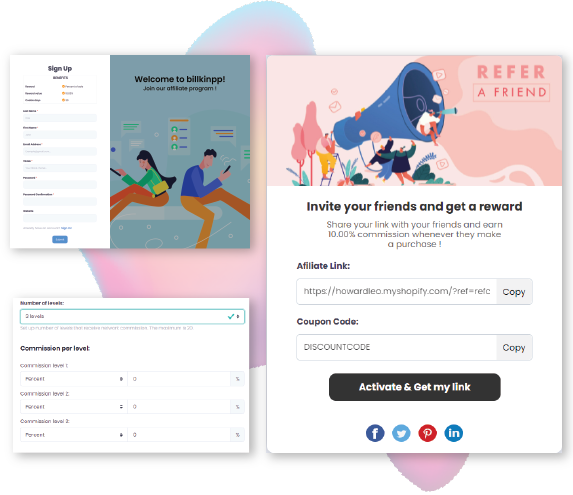 Sign Up
BENEFITS
Welcome to billkinpp!
Join our affiliate program !
Last Name *
Email Address *
Password *
Password Confirmation *
Website
Sign In
Submit
REFER
A FRIEND
Invite your friends and get a reward
Share your link with your friends and earn
10.00% commission whenever they make
a purchase !
Afiliate Link:
https://howardleo.myshopify.com/?ref=refc
Copy
Coupon Code:
DISCOUNTCODE
Copy
Activate & Get my link
Number of levels:
3 levels
Commission per level:
Commission level 1:
Percent 0 %
Commission level 2:
Percent 0 %
Commission level 3:
Percent 0 %